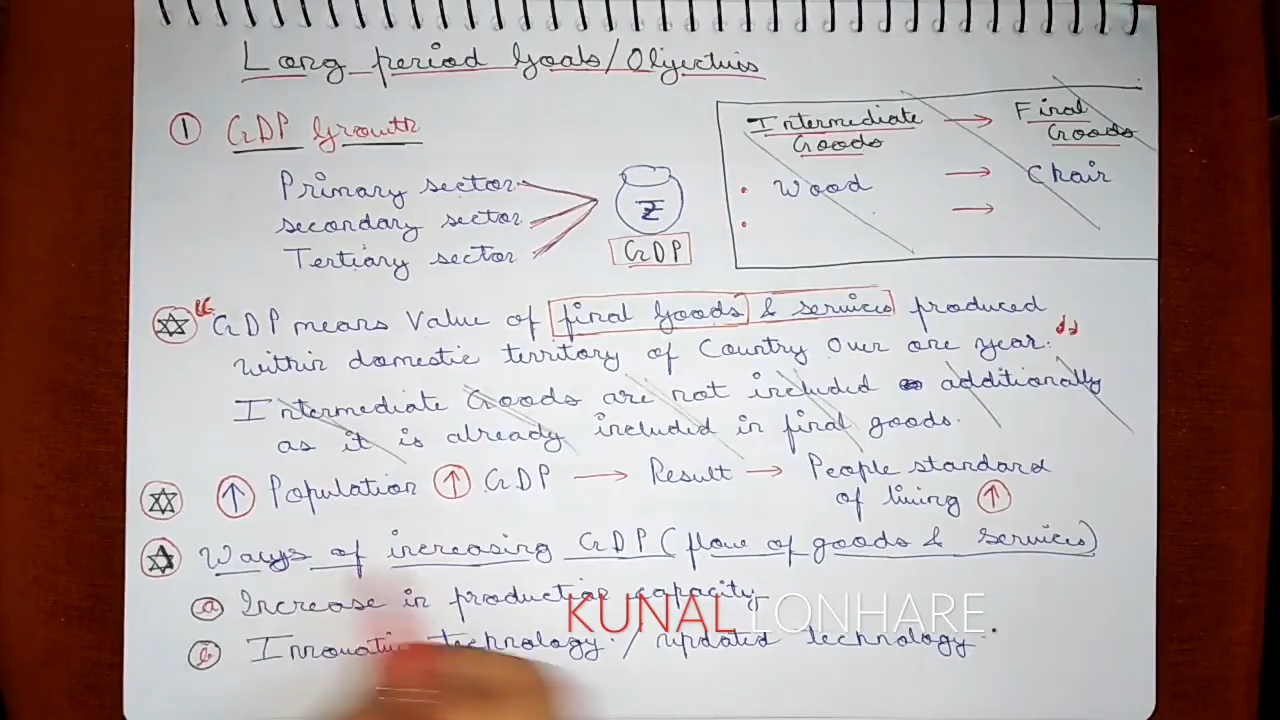 Long period Goals/Objectives
① GDP Growth
Primary sector
secondary sector
Tertiary sector
₹
GDP
Intermediate Goods → Final Goods
• Wood → Chair
• →
"GDP means Value of final goods & services produced
within domestic territory of Country Over one year."
Intermediate Goods are not included additionally
as it is already included in final goods.
↑ Population ↑ GDP → Result → People standard
of living ↑
Ways of increasing GDP (flow of goods & services)
ⓐ Increase in production capacity
ⓑ Innovative technology / updated technology.
KUNAL LONHARE